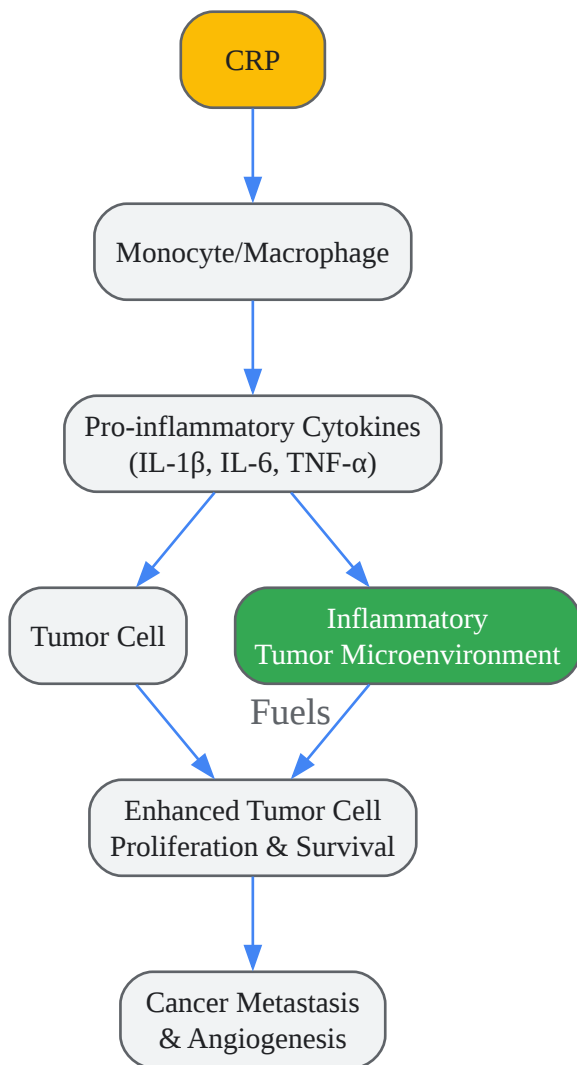 CRP
Monocyte/Macrophage
Pro-inflammatory Cytokines
(IL-1β, IL-6, TNF-α)
Tumor Cell
Inflammatory
Tumor Microenvironment
Fuels
Enhanced Tumor Cell
Proliferation & Survival
Cancer Metastasis
& Angiogenesis